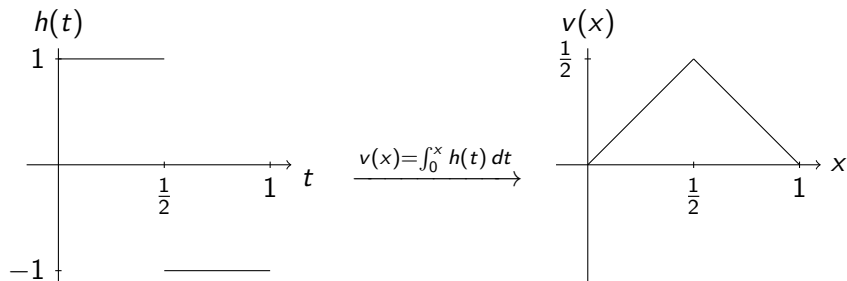 h(t)
1
-1
1/2
1
t
v(x)=∫₀ˣ h(t) dt
v(x)
1/2
1/2
1
x